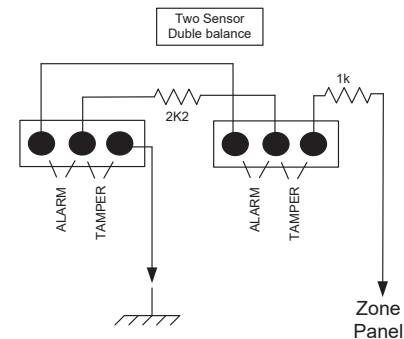 Two Sensor
Duble balance
1k
2K2
ALARM
TAMPER
ALARM
TAMPER
Zone
Panel